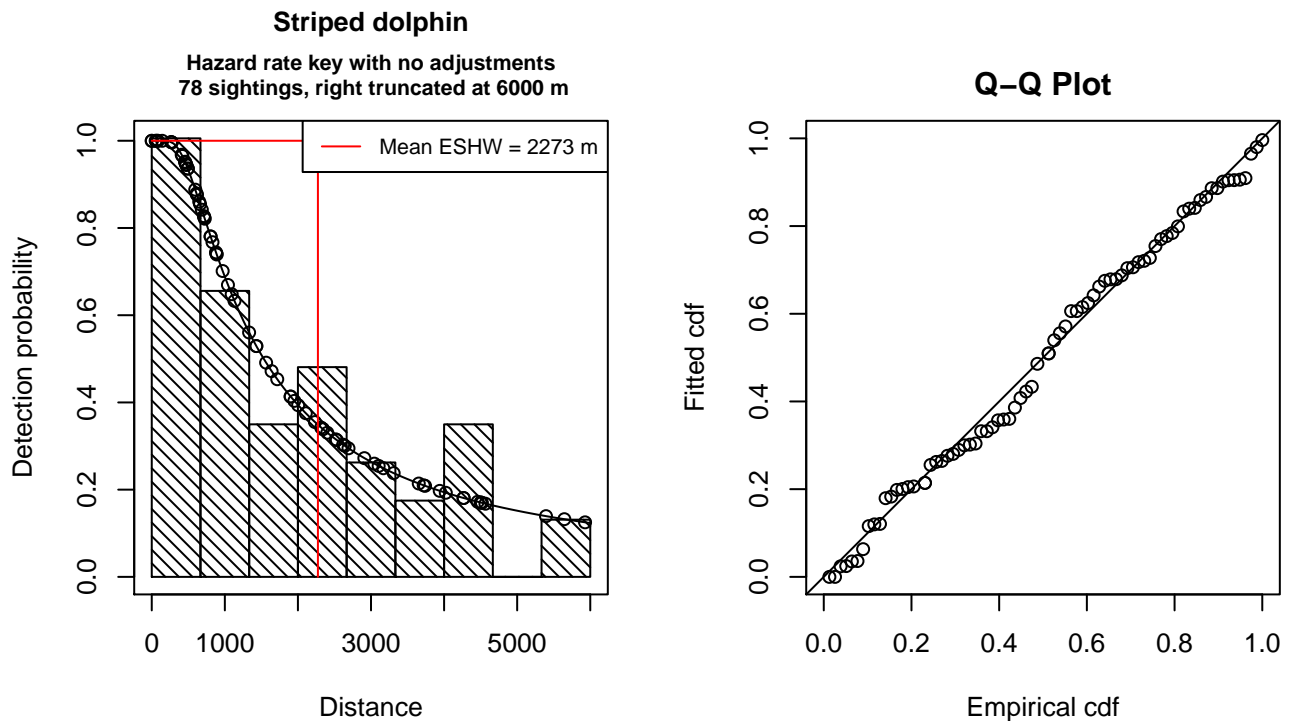 Striped dolphin
Hazard rate key with no adjustments
78 sightings, right truncated at 6000 m
Mean ESHW = 2273 m
Detection probability
0.0 0.2 0.4 0.6 0.8 1.0
0 1000 3000 5000
Distance
Q−Q Plot
Fitted cdf
0.0 0.2 0.4 0.6 0.8 1.0
0.0 0.2 0.4 0.6 0.8 1.0
Empirical cdf